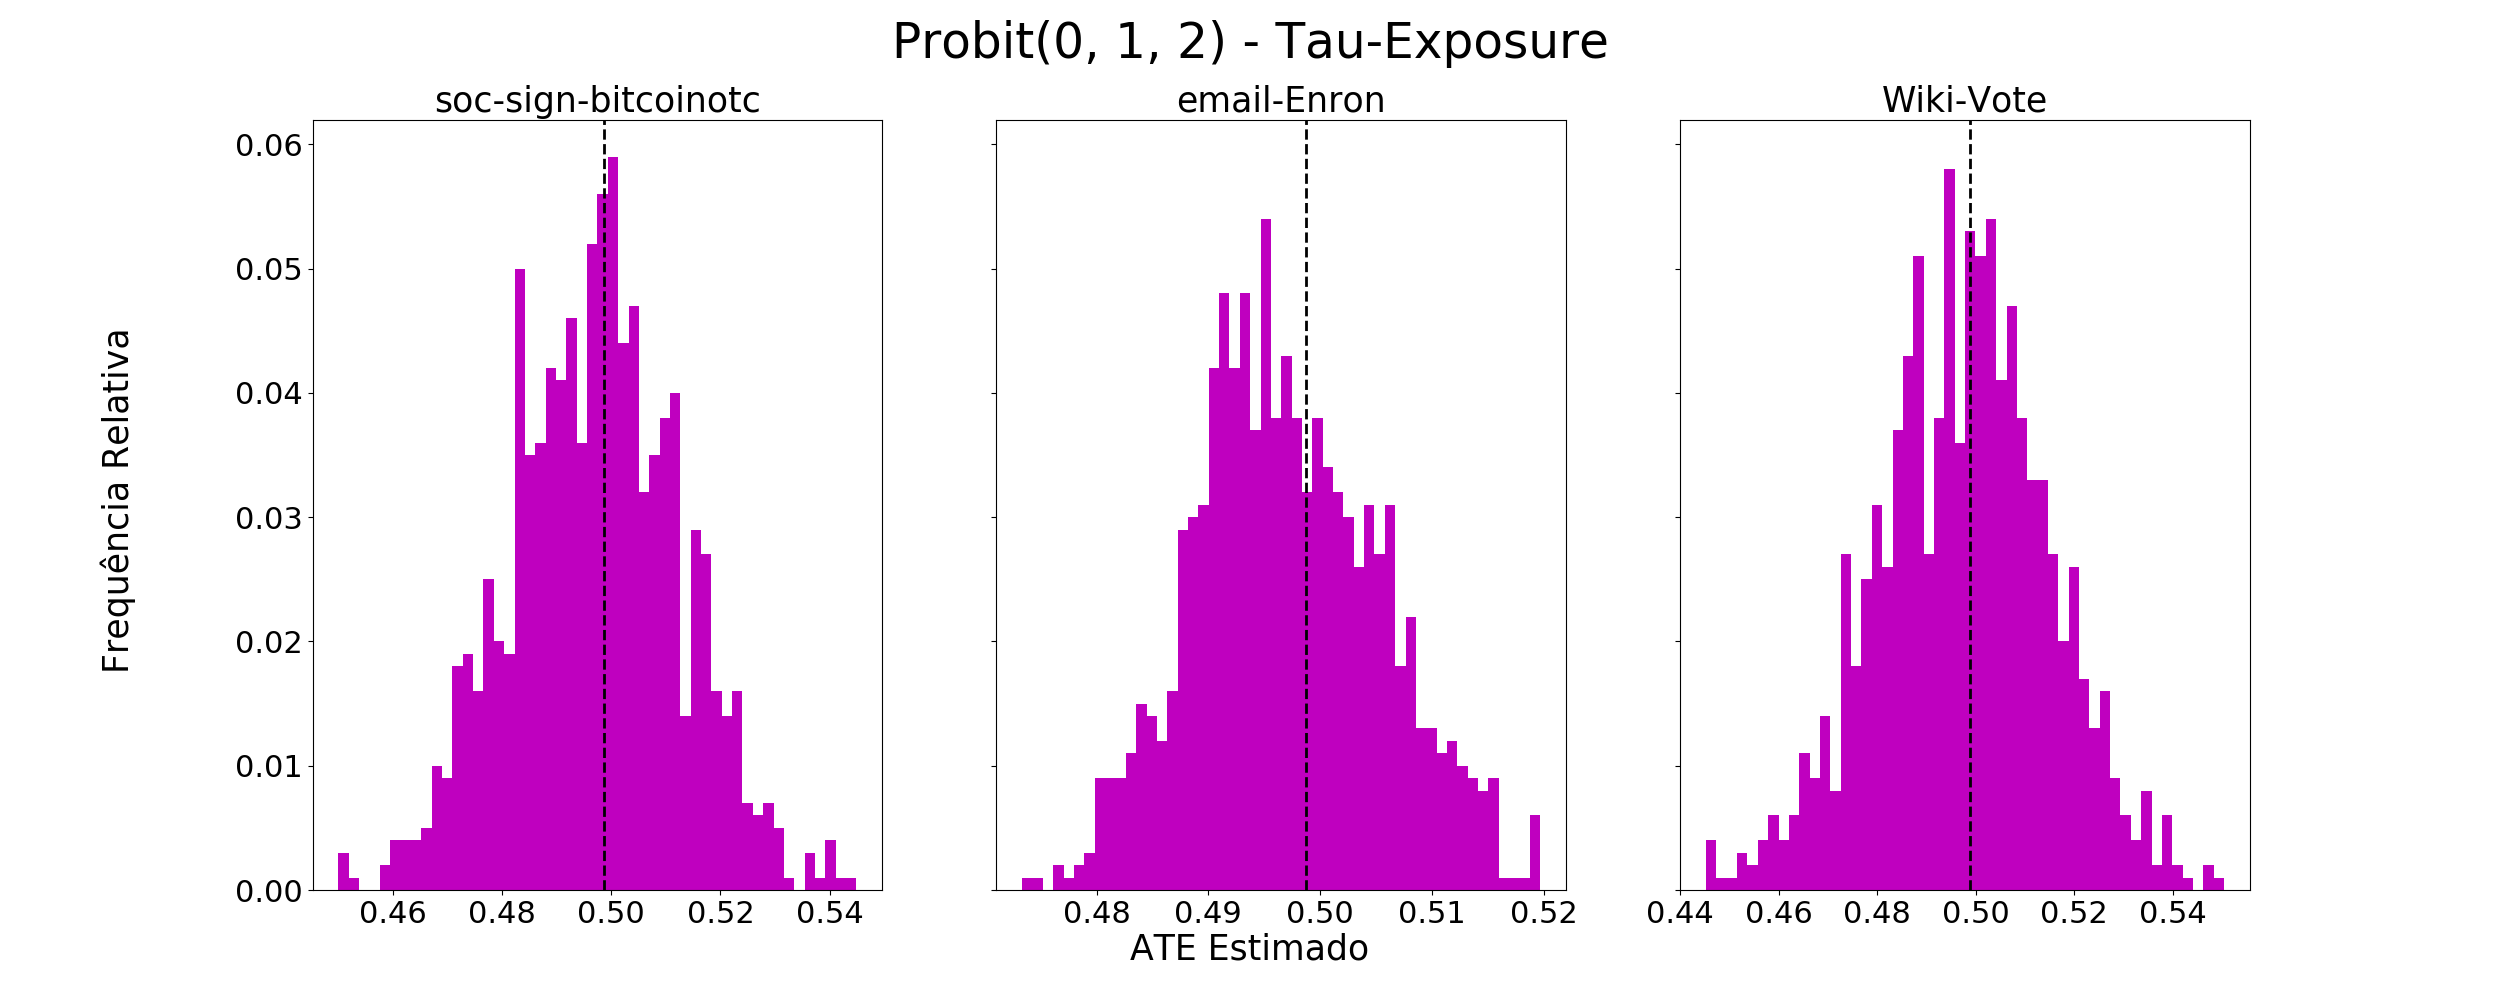 Probit(0, 1, 2) - Tau-Exposure
soc-sign-bitcoinotc
email-Enron
Wiki-Vote
Frequência Relativa
0.06
0.05
0.04
0.03
0.02
0.01
0.00
0.46 0.48 0.50 0.52 0.54
0.48 0.49 0.50 0.51 0.52
0.44 0.46 0.48 0.50 0.52 0.54
ATE Estimado